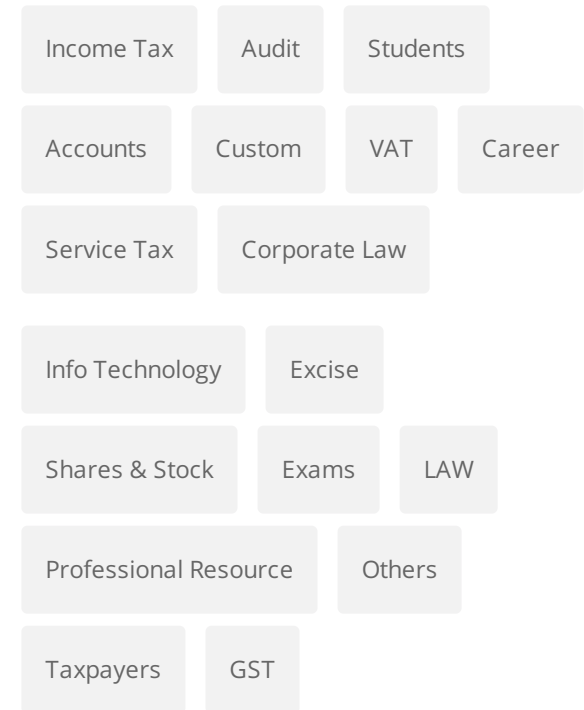 Income Tax Audit Students
Accounts Custom VAT Career
Service Tax Corporate Law
Info Technology Excise
Shares & Stock Exams LAW
Professional Resource Others
Taxpayers GST